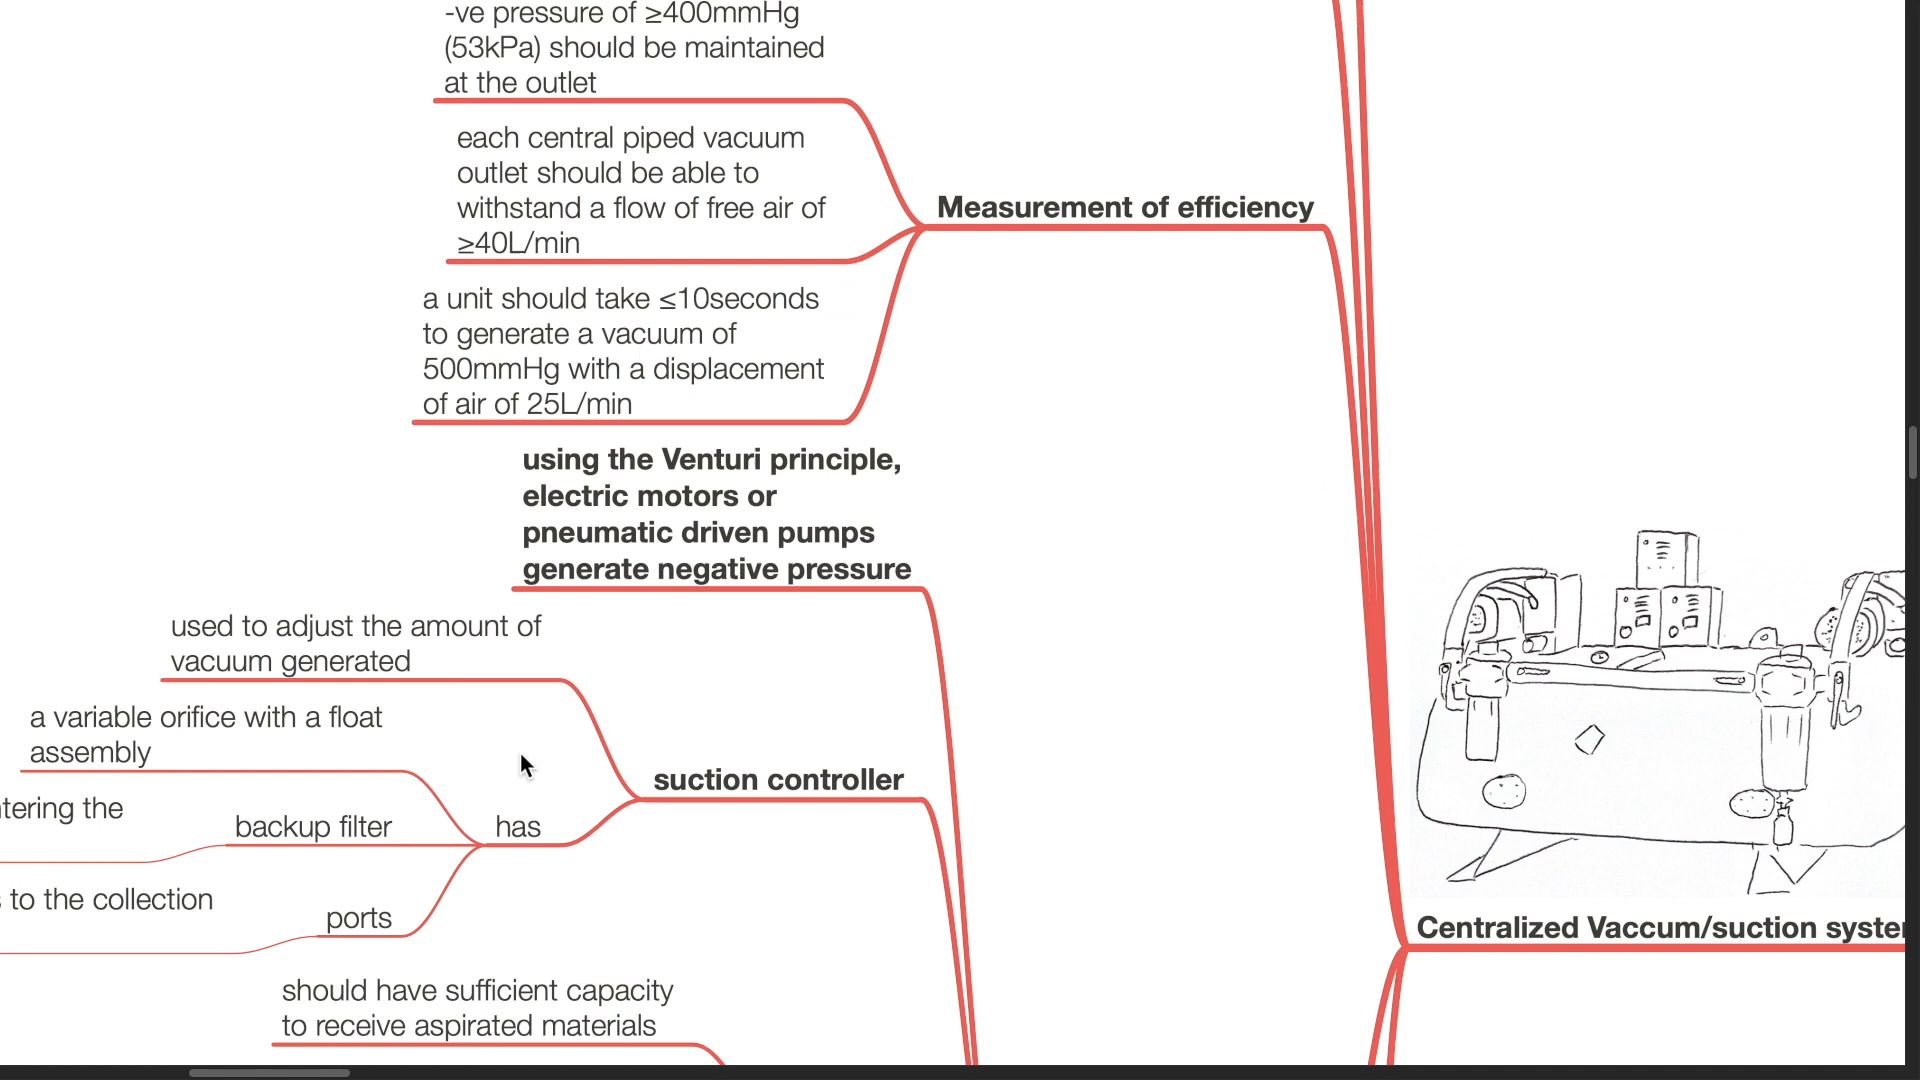 -ve pressure of ≥400mmHg
(53kPa) should be maintained
at the outlet
each central piped vacuum
outlet should be able to
withstand a flow of free air of
≥40L/min
Measurement of efficiency
a unit should take ≤10seconds
to generate a vacuum of
500mmHg with a displacement
of air of 25L/min
using the Venturi principle,
electric motors or
pneumatic driven pumps
generate negative pressure
used to adjust the amount of
vacuum generated
a variable orifice with a float
assembly
suction controller
the
backup filter
has
to the collection
ports
Centralized Vaccum/suction
should have sufficient capacity
to receive aspirated materials